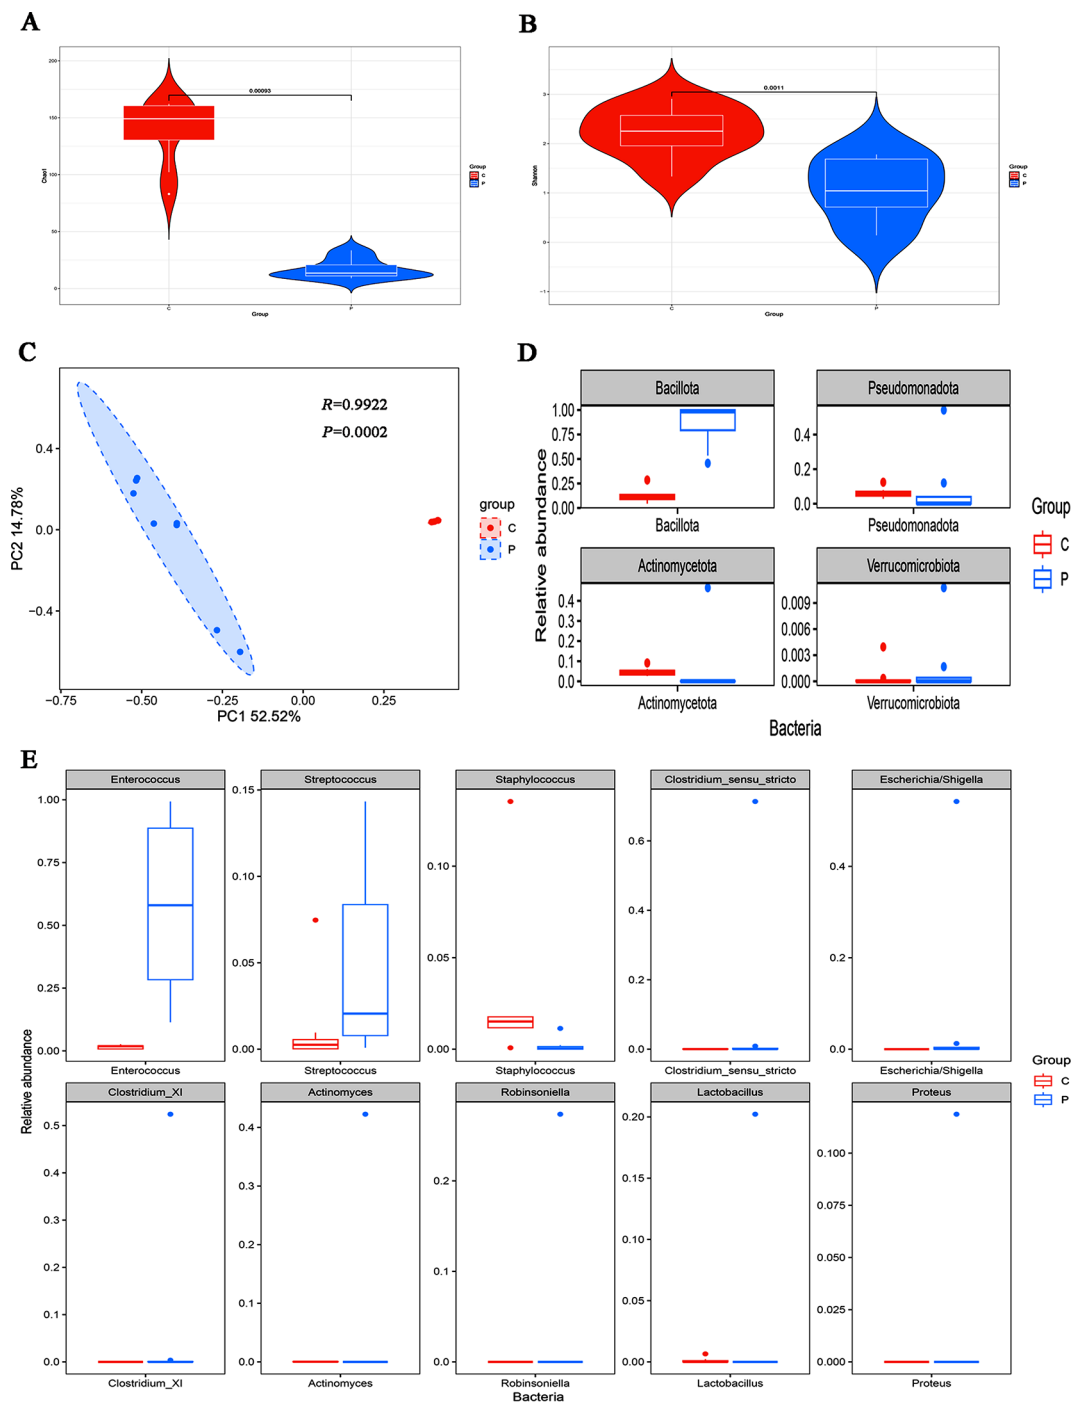 A
B
200
150
100
50
0
Chao1
0.00093
C
P
Group
Group
C
P
3
2
1
0
−1
Shannon
0.0011
C
P
Group
Group
C
P
C
R=0.9922
P=0.0002
0.4
0.0
−0.4
PC2 14.78%
−0.75
−0.50
−0.25
0.00
0.25
PC1 52.52%
group
C
P
D
Relative abundance
Bacillota
1.00
0.75
0.50
0.25
0.00
Bacillota
Pseudomonadota
0.4
0.2
0.0
Pseudomonadota
Actinomycetota
0.4
0.3
0.2
0.1
0.0
Actinomycetota
Verrucomicrobiota
0.009
0.006
0.003
0.000
Verrucomicrobiota
Bacteria
Group
C
P
E
Relative abundance
Enterococcus
1.00
0.75
0.50
0.25
0.00
Enterococcus
Streptococcus
0.15
0.10
0.05
0.00
Streptococcus
Staphylococcus
0.10
0.05
0.00
Staphylococcus
Clostridium_sensu_stricto
0.6
0.4
0.2
0.0
Clostridium_sensu_stricto
Escherichia/Shigella
0.4
0.2
0.0
Escherichia/Shigella
Clostridium_XI
0.5
0.4
0.3
0.2
0.1
0.0
Clostridium_XI
Actinomyces
0.4
0.3
0.2
0.1
0.0
Actinomyces
Robinsoniella
0.2
0.1
0.0
Robinsoniella
Lactobacillus
0.20
0.15
0.10
0.05
0.00
Lactobacillus
Proteus
0.100
0.075
0.050
0.025
0.000
Proteus
Bacteria
Group
C
P